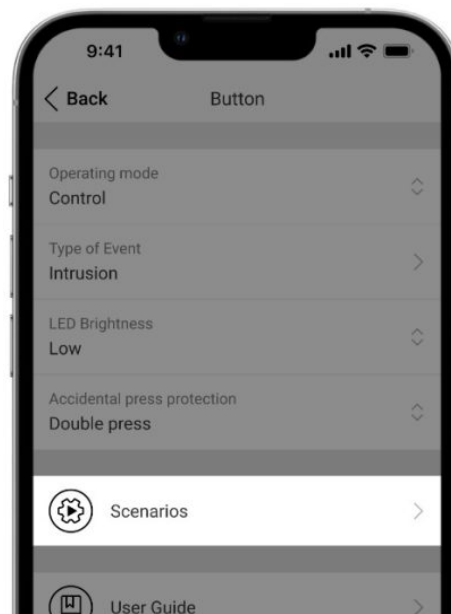 9:41
Back
Button
Operating mode
Control
Type of Event
Intrusion
LED Brightness
Low
Accidental press protection
Double press
Scenarios
User Guide